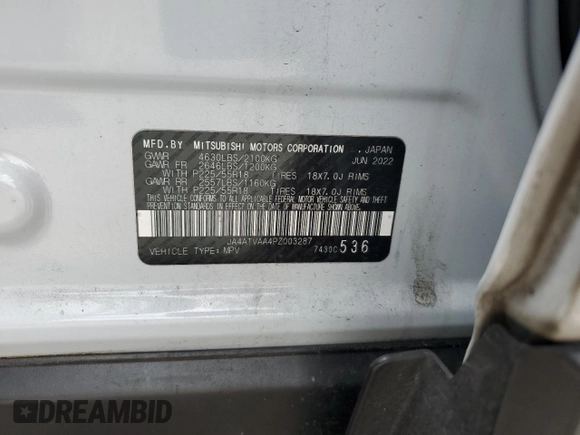 MFD.BY MITSUBISHI MOTORS CORPORATION , JAPAN
GVWR 4630LBS/2100KG JUN 2022
GAWR FR 2646LBS/1200KG
WITH P225/55R18 TIRES 18X7.0J RIMS
GAWR RR 2557LBS/1160KG
WITH P225/55R18 TIRES 18X7.0J RIMS
THIS VEHICLE CONFORMS TO ALL APPLICABLE FEDERAL
MOTOR VEHICLE SAFETY, BUMPER, AND THEFT
PREVENTION STANDARDS IN EFFECT ON THE DATE OF
MANUFACTURE SHOWN ABOVE.
JA4ATVAA4PZ003287
VEHICLE TYPE: MPV 7430C 536
DREAMBID